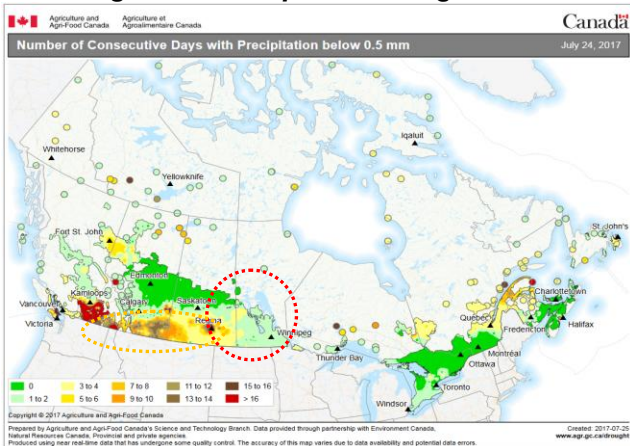 Agriculture and Agriculture et
Agri-Food Canada Agroalimentaire Canada
Canada
Number of Consecutive Days with Precipitation below 0.5 mm
July 24, 2017
Iqaluit
Whitehorse
Yellowknife
St. John's
Fort St. John
Edmonton
Charlottetown
Kamloops
Vancouver
Calgary
Saskatoon
Victoria
Regina
Quebec
Winnipeg
Fredericton
Halifax
Thunder Bay
Montréal
Ottawa
Toronto
Windsor
0 3 to 4 7 to 8 11 to 12 15 to 16
1 to 2 5 to 6 9 to 10 13 to 14 > 16
Copyright © 2017 Agriculture and Agri-Food Canada
Prepared by Agriculture and Agri-Food Canada's Science and Technology Branch. Data provided through partnership with Environment Canada,
Created: 2017-07-25
Natural Resources Canada, Provincial and private agencies.
www.agr.gc.ca/drought
Produced using near real-time data that has undergone some quality control. The accuracy of this map varies due to data availability and potential data errors.